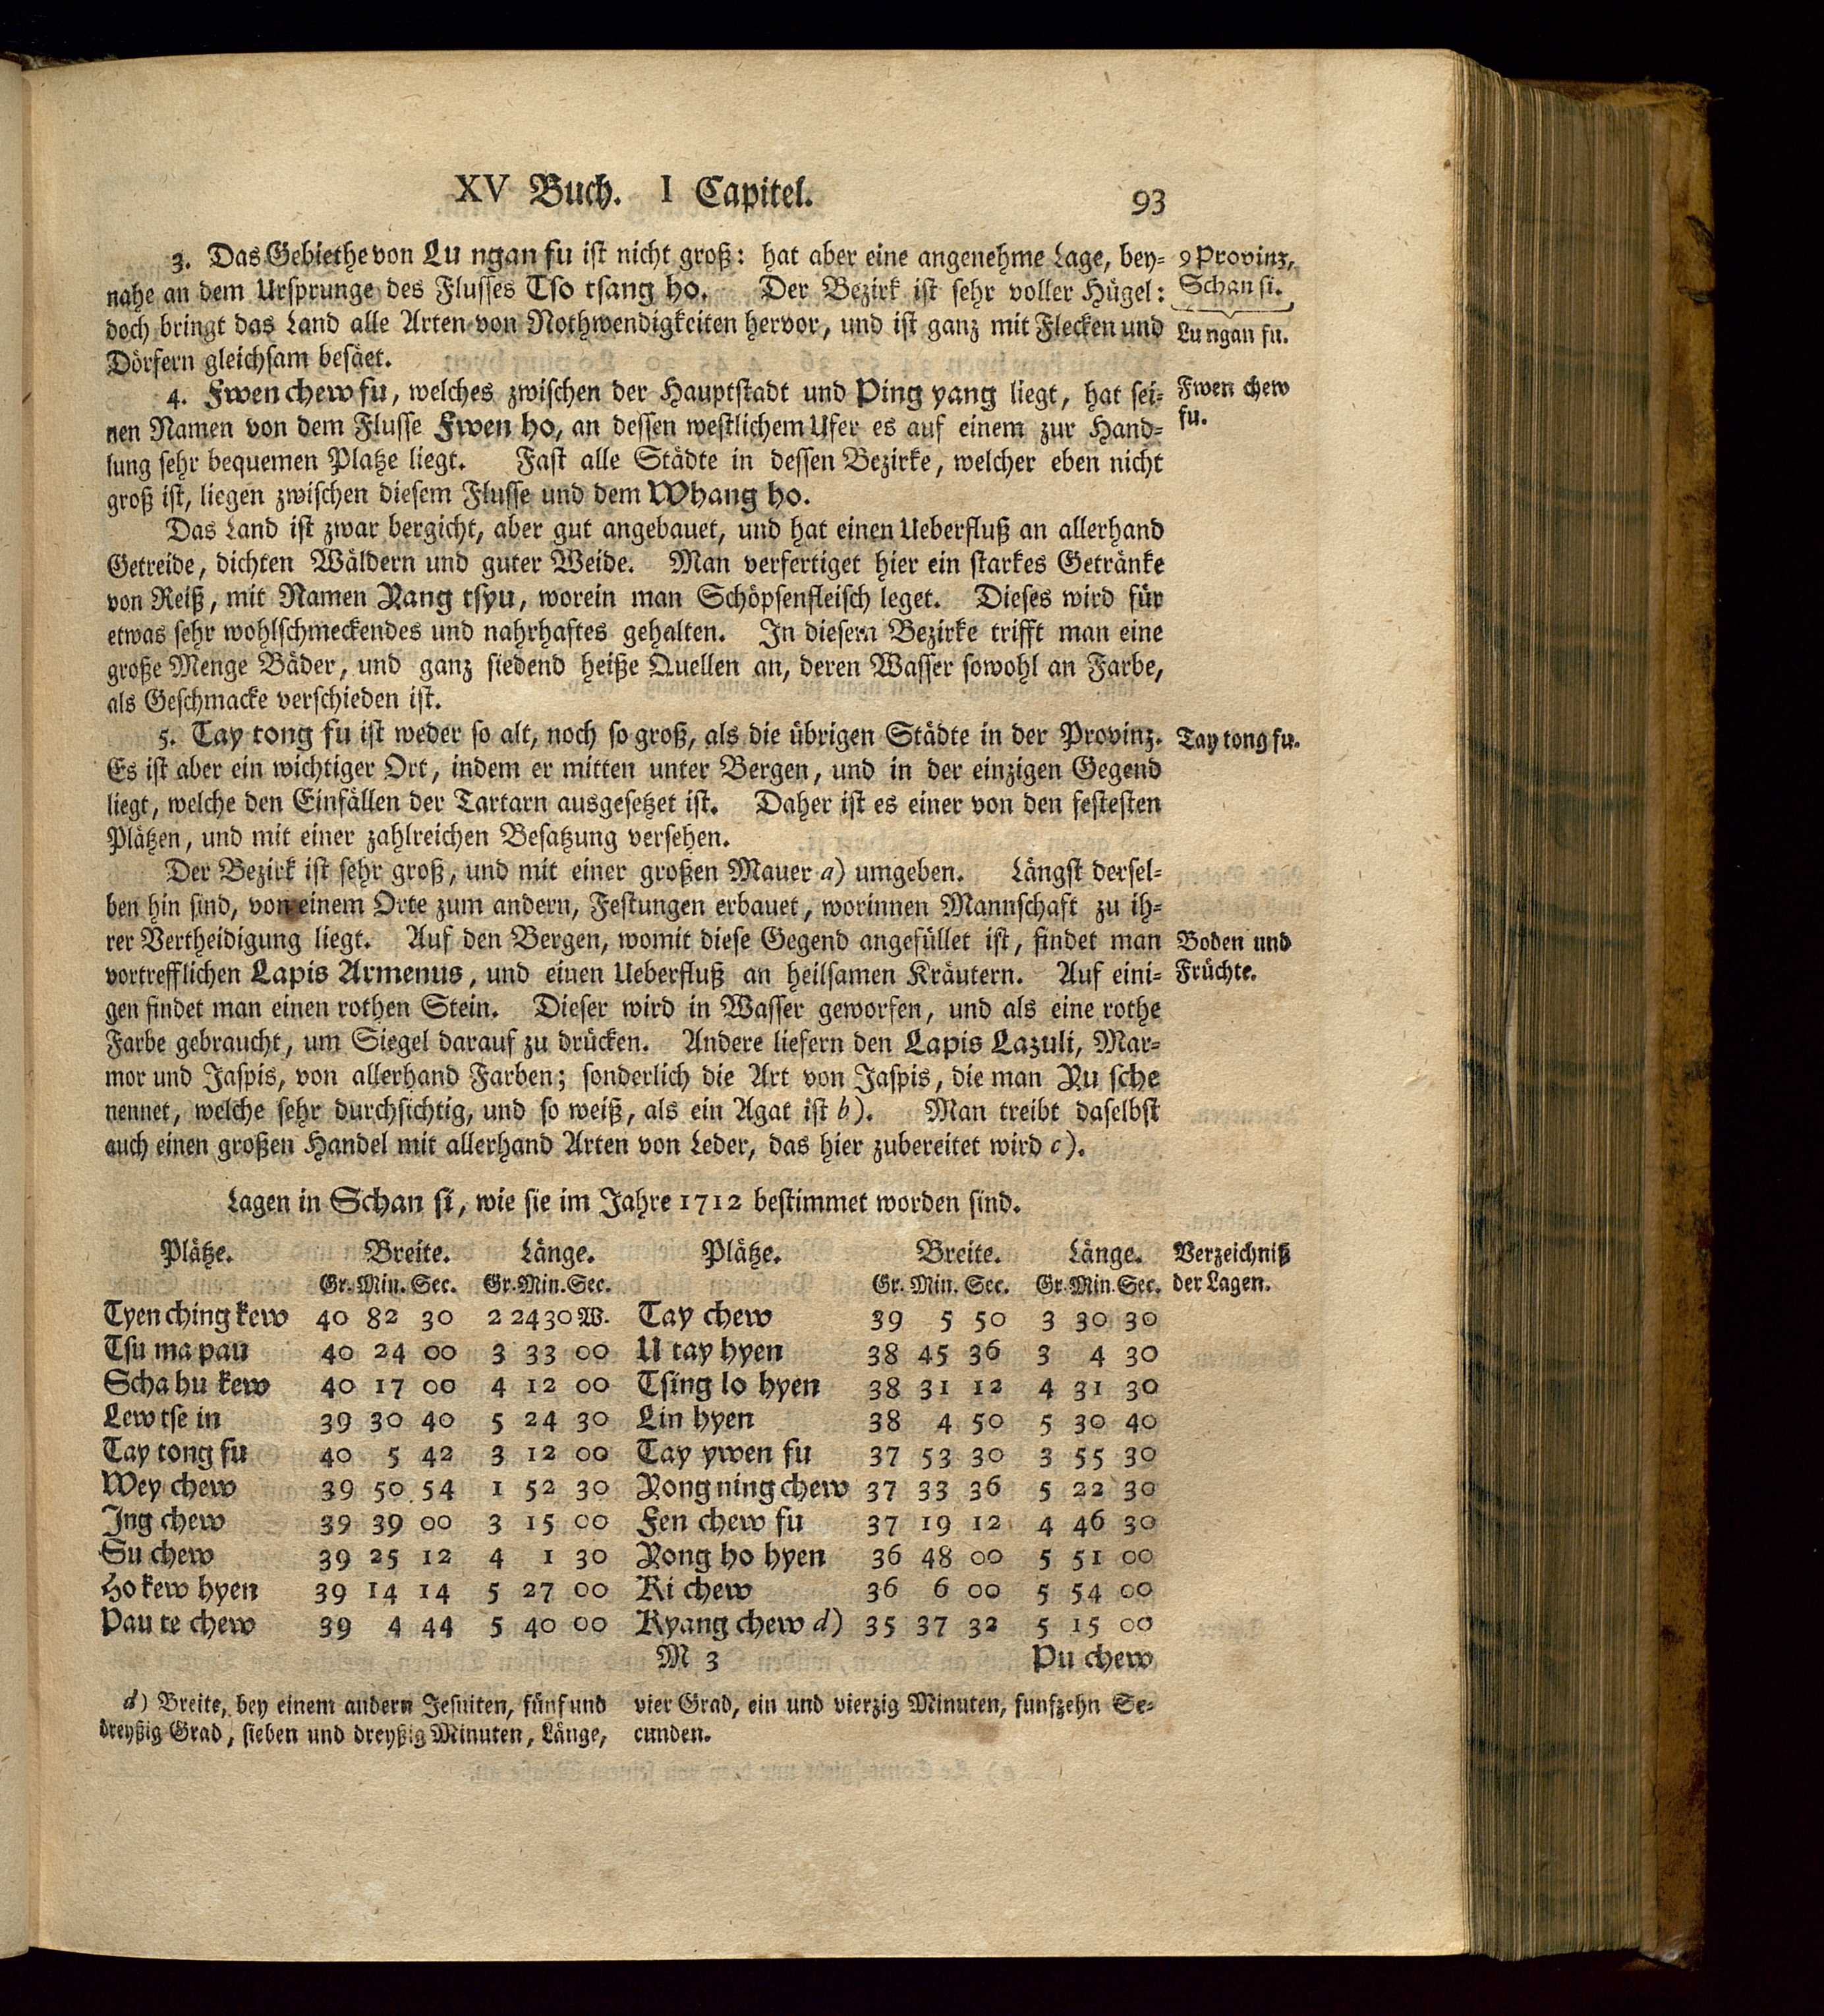 XV Buch. I Capitel. 93
3. Das Gebiethe von Lu ngan fu ist nicht groß: hat aber eine angenehme Lage, bey-
nahe an dem Ursprunge des Flusses Tso tsang ho. Der Bezirk ist sehr voller Hügel:
doch bringt das Land alle Arten von Nothwendigkeiten hervor, und ist ganz mit Flecken und
Dörfern gleichsam besäet.
9 Provinz,
Schan si.
Lu ngan fu.
4. Fwen chew fu, welches zwischen der Hauptstadt und Ping yang liegt, hat sei-
nen Namen von dem Flusse Fwen ho, an dessen westlichem Ufer es auf einem zur Hand-
lung sehr bequemen Platze liegt. Fast alle Städte in dessen Bezirke, welcher eben nicht
groß ist, liegen zwischen diesem Flusse und dem Whang ho.
Fwen chew
fu.
Das Land ist zwar bergicht, aber gut angebauet, und hat einen Ueberfluß an allerhand
Getreide, dichten Wäldern und guter Weide. Man verfertiget hier ein starkes Getränke
von Reiß, mit Namen Yang tsyu, worein man Schöpsenfleisch leget. Dieses wird für
etwas sehr wohlschmeckendes und nahrhaftes gehalten. In diesem Bezirke trifft man eine
große Menge Bäder, und ganz siedend heiße Quellen an, deren Wasser sowohl an Farbe,
als Geschmacke verschieden ist.
5. Tay tong fu ist weder so alt, noch so groß, als die übrigen Städte in der Provinz.
Es ist aber ein wichtiger Ort, indem er mitten unter Bergen, und in der einzigen Gegend
liegt, welche den Einfällen der Tartarn ausgesetzet ist. Daher ist es einer von den festesten
Plätzen, und mit einer zahlreichen Besatzung versehen.
Tay tong fu.
Der Bezirk ist sehr groß, und mit einer großen Mauer a) umgeben. Längst dersel-
ben hin sind, von einem Orte zum andern, Festungen erbauet, worinnen Mannschaft zu ih-
rer Vertheidigung liegt. Auf den Bergen, womit diese Gegend angefüllet ist, findet man
vortrefflichen Lapis Armenus, und einen Ueberfluß an heilsamen Kräutern. Auf eini-
gen findet man einen rothen Stein. Dieser wird in Wasser geworfen, und als eine rothe
Farbe gebraucht, um Siegel darauf zu drücken. Andere liefern den Lapis Lazuli, Mar-
mor und Jaspis, von allerhand Farben; sonderlich die Art von Jaspis, die man Yu sche
nennet, welche sehr durchsichtig, und so weiß, als ein Agat ist b). Man treibt daselbst
auch einen großen Handel mit allerhand Arten von Leder, das hier zubereitet wird c).
Boden und
Früchte.
Lagen in Schan si, wie sie im Jahre 1712 bestimmet worden sind.
Plätze. Breite. Länge. Plätze. Breite. Länge.
Gr. Min. Sec. Gr. Min. Sec. Gr. Min. Sec. Gr. Min. Sec.
Verzeichniß
der Lagen.
Tyen ching kew 40 82 30 2 24 30 W. Tay chew 39 5 50 3 30 30
Tsu ma pau 40 24 00 3 33 00 U tay hyen 38 45 36 3 4 30
Scha hu kew 40 17 00 4 12 00 Tsing lo hyen 38 31 12 4 31 30
Lew tse in 39 30 40 5 24 30 Lin hyen 38 4 50 5 30 40
Tay tong fu 40 5 42 3 12 00 Tay ywen fu 37 53 30 3 55 30
Wey chew 39 50 54 1 52 30 Yong ning chew 37 33 36 5 22 30
Ing chew 39 39 00 3 15 00 Fen chew fu 37 19 12 4 46 30
Su chew 39 25 12 4 1 30 Yong ho hyen 36 48 00 5 51 00
Ho kew hyen 39 14 14 5 27 00 Ki chew 36 6 00 5 54 00
Pau te chew 39 4 44 5 40 00 Kyang chew d) 35 37 32 5 15 00
M 3 Pu chew
d) Breite, bey einem andern Jesuiten, fünf und
dreyßig Grad, sieben und dreyßig Minuten, Länge,
vier Grad, ein und vierzig Minuten, funfzehn Se-
cunden.